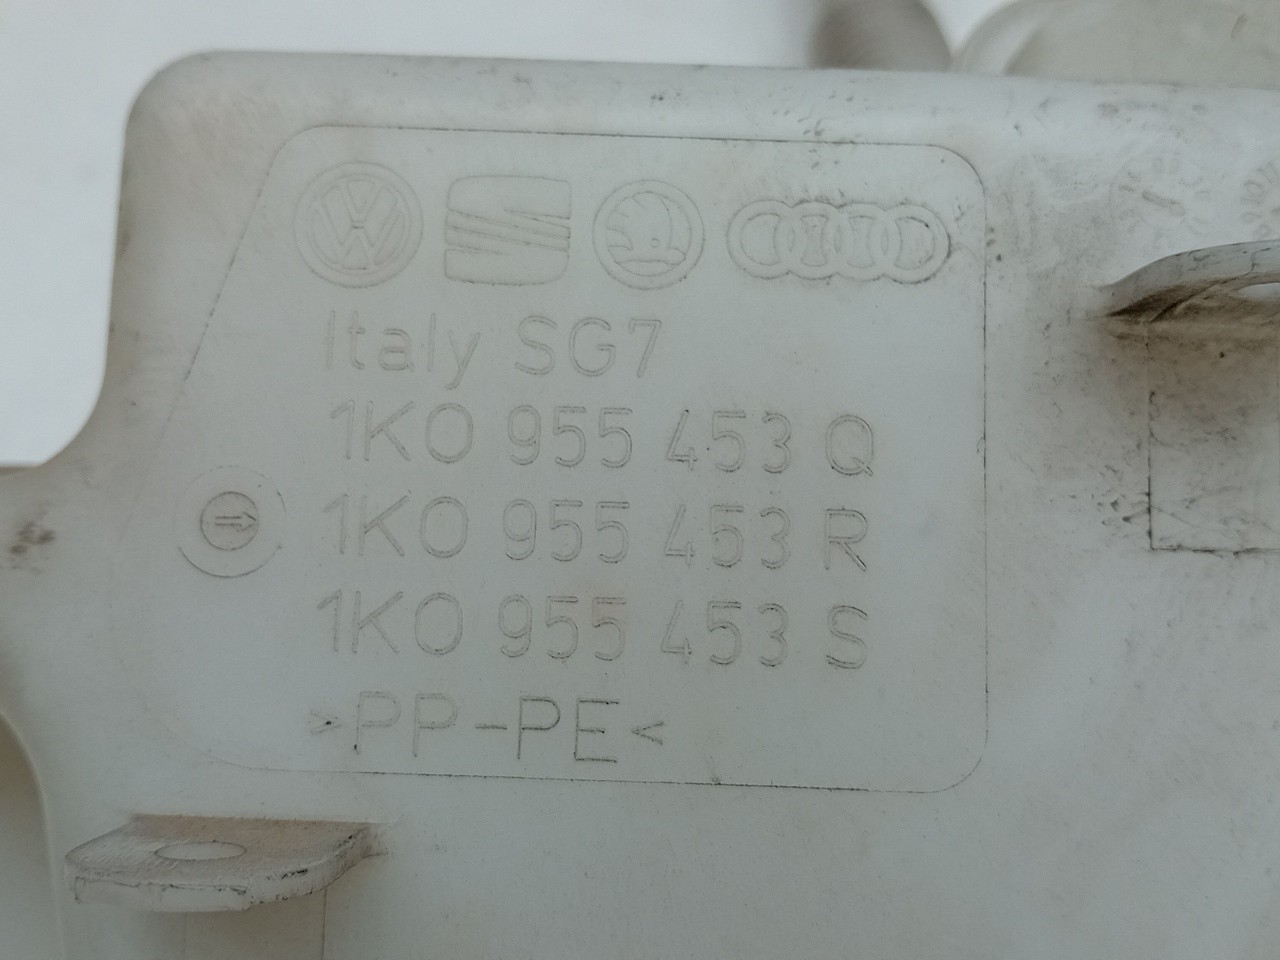 Italy SG7
1K0 955 453 Q
1K0 955 453 R
1K0 955 453 S
>PP-PE<